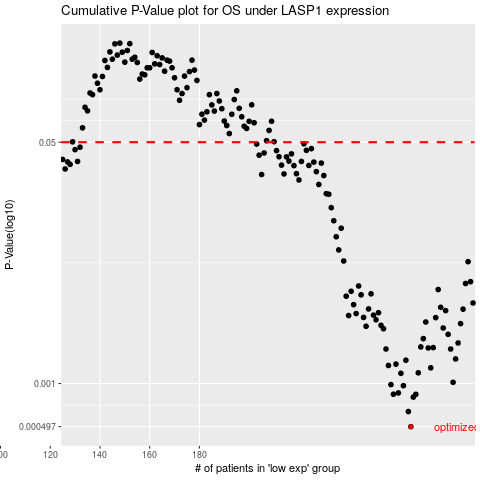 Cumulative P-Value plot for OS under LASP1 expression
P-Value(log10)
0.05
0.001
0.000497
optimized
00 140 160 180
# of patients in 'low exp' group